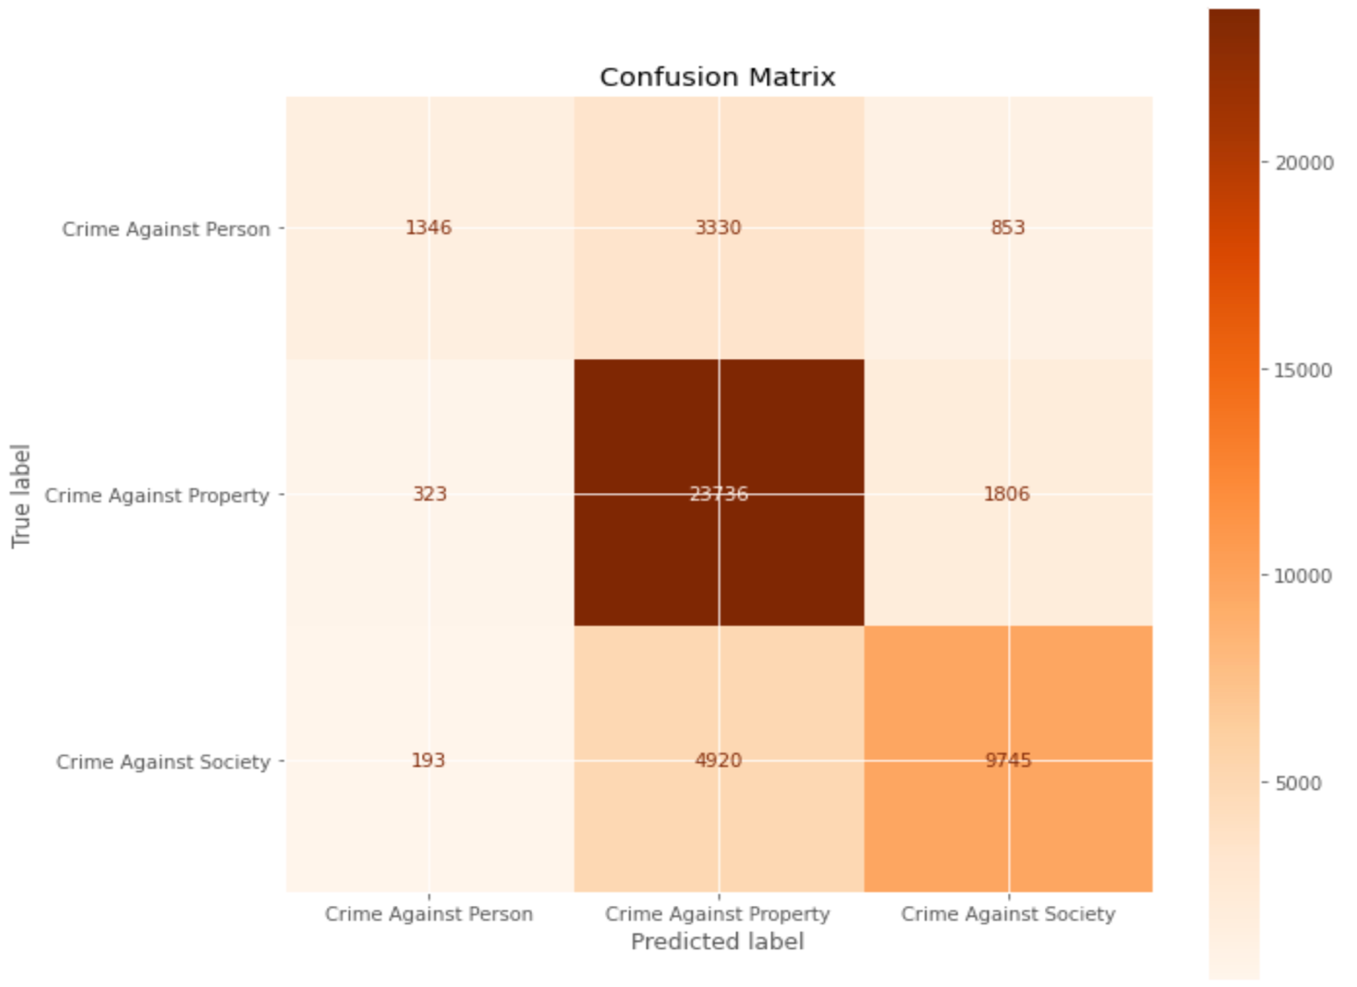 Confusion Matrix
Crime Against Person
1346
3330
853
Crime Against Property
323
23736
1806
Crime Against Society
193
4920
9745
Crime Against Person
Crime Against Property
Crime Against Society
Predicted label
True label
20000
15000
10000
5000